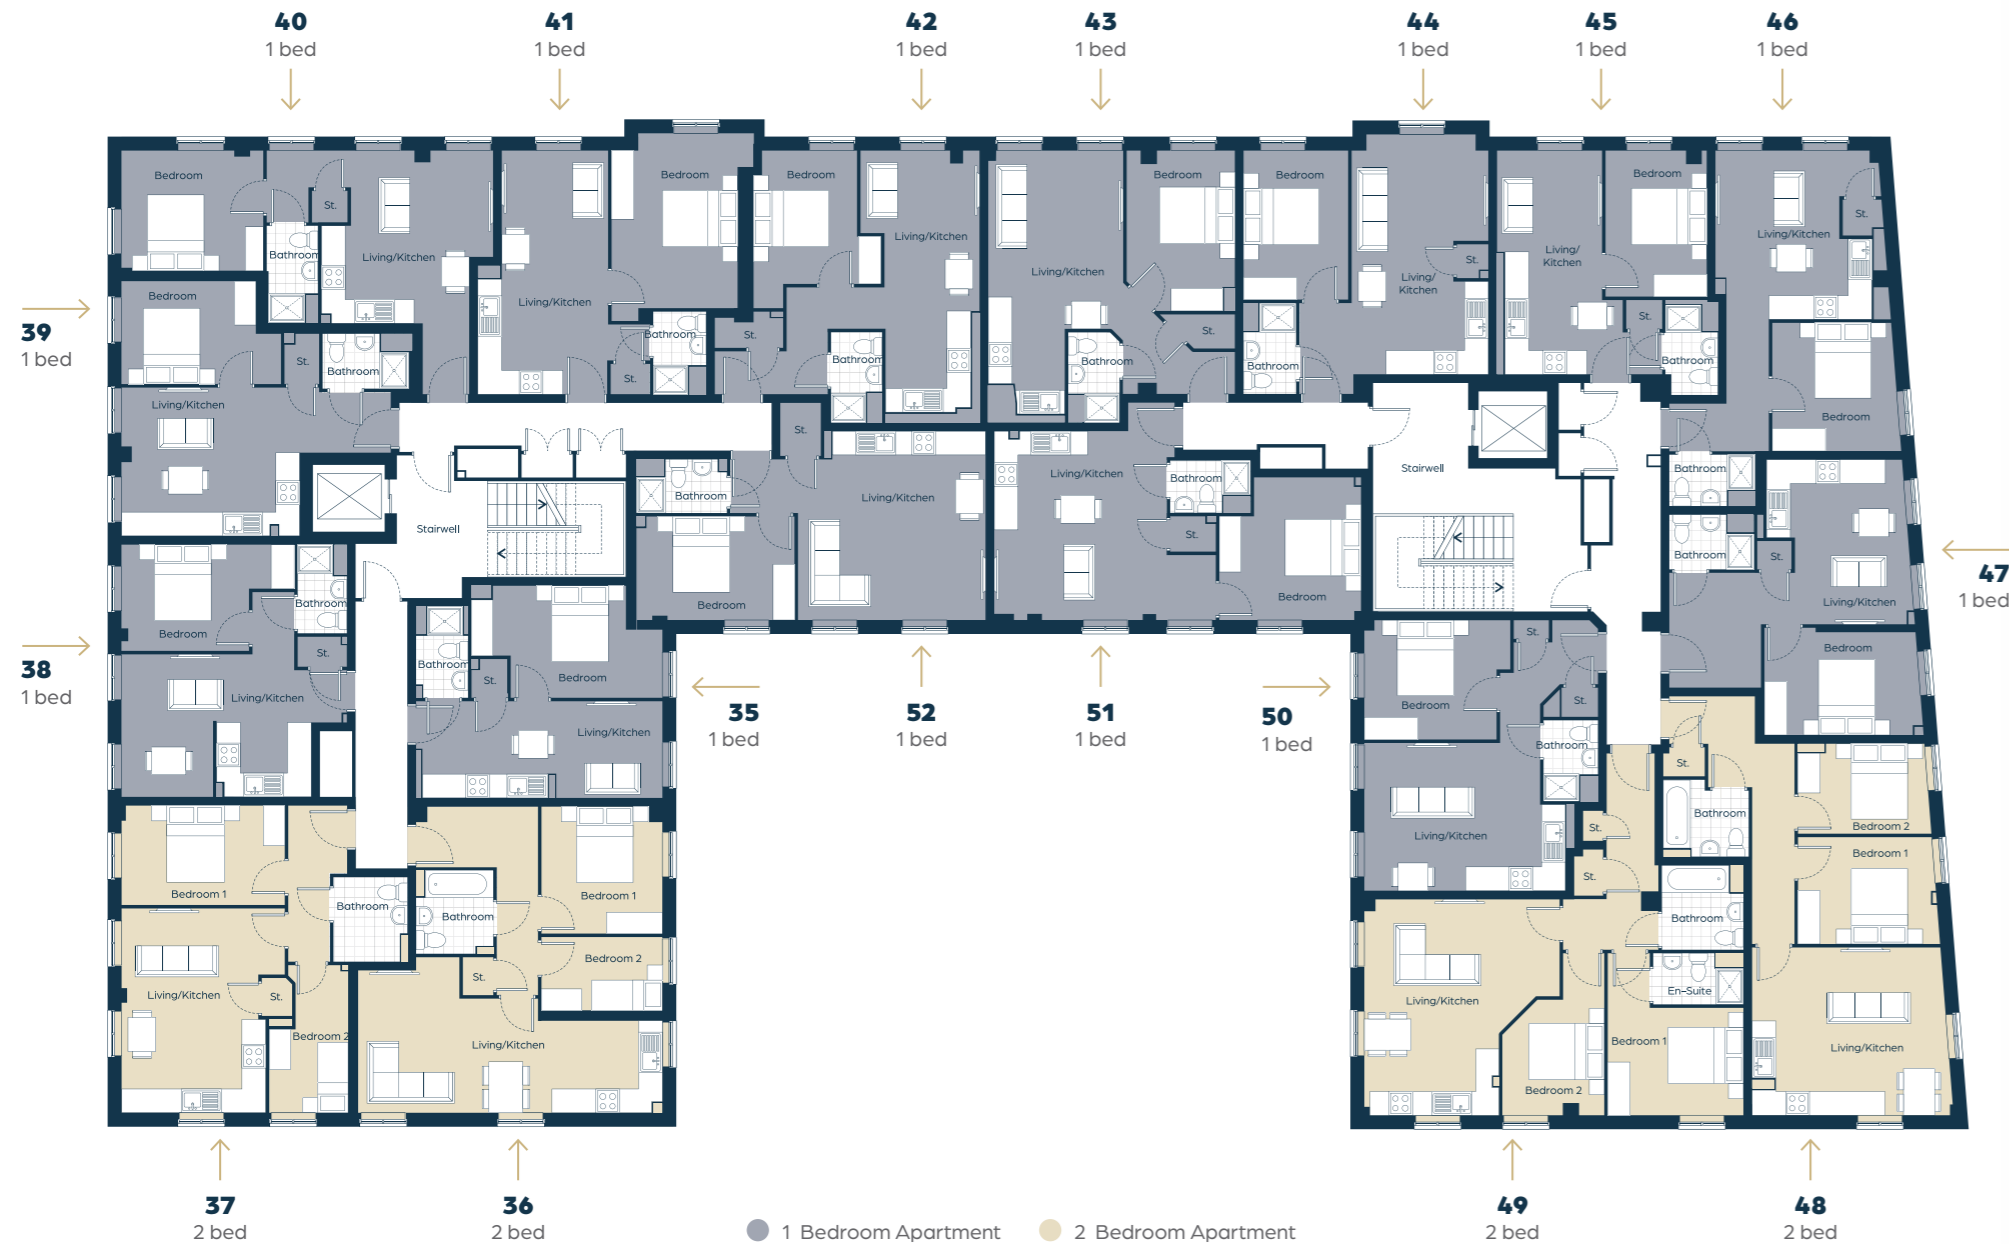 40
1 bed
41
1 bed
42
1 bed
43
1 bed
44
1 bed
45
1 bed
46
1 bed
Bedroom
St.
Bathroom
Living/Kitchen
Living/Kitchen
Bedroom
Bathroom
St.
Bedroom
St.
Bathroom
Living/Kitchen
Living/Kitchen
Bathroom
Bedroom
St.
Bedroom
Bathroom
Living/
Kitchen
St.
Living/
Kitchen
Bedroom
St.
Bathroom
Living/Kitchen
St.
Bedroom
Bathroom
39
1 bed
Bedroom
St.
Bathroom
Living/Kitchen
Stairwell
Bathroom
Bedroom
St.
Living/Kitchen
Living/Kitchen
Bathroom
St.
Bedroom
Stairwell
Bathroom
St.
Living/Kitchen
Bedroom
47
1 bed
38
1 bed
Bedroom
Bathroom
St.
Living/Kitchen
Bathroom
St.
Bedroom
Living/Kitchen
35
1 bed
52
1 bed
51
1 bed
50
1 bed
Bedroom
St.
St.
Bathroom
Living/Kitchen
Bedroom 1
Bathroom
Living/Kitchen
St.
Bedroom 2
Bathroom
Bedroom 1
St.
Bedroom 2
Living/Kitchen
St.
St.
Bathroom
Living/Kitchen
En-Suite
Bedroom 1
Bedroom 2
St.
Bathroom
Bedroom 2
Bedroom 1
Living/Kitchen
37
2 bed
36
2 bed
49
2 bed
48
2 bed
1 Bedroom Apartment
2 Bedroom Apartment